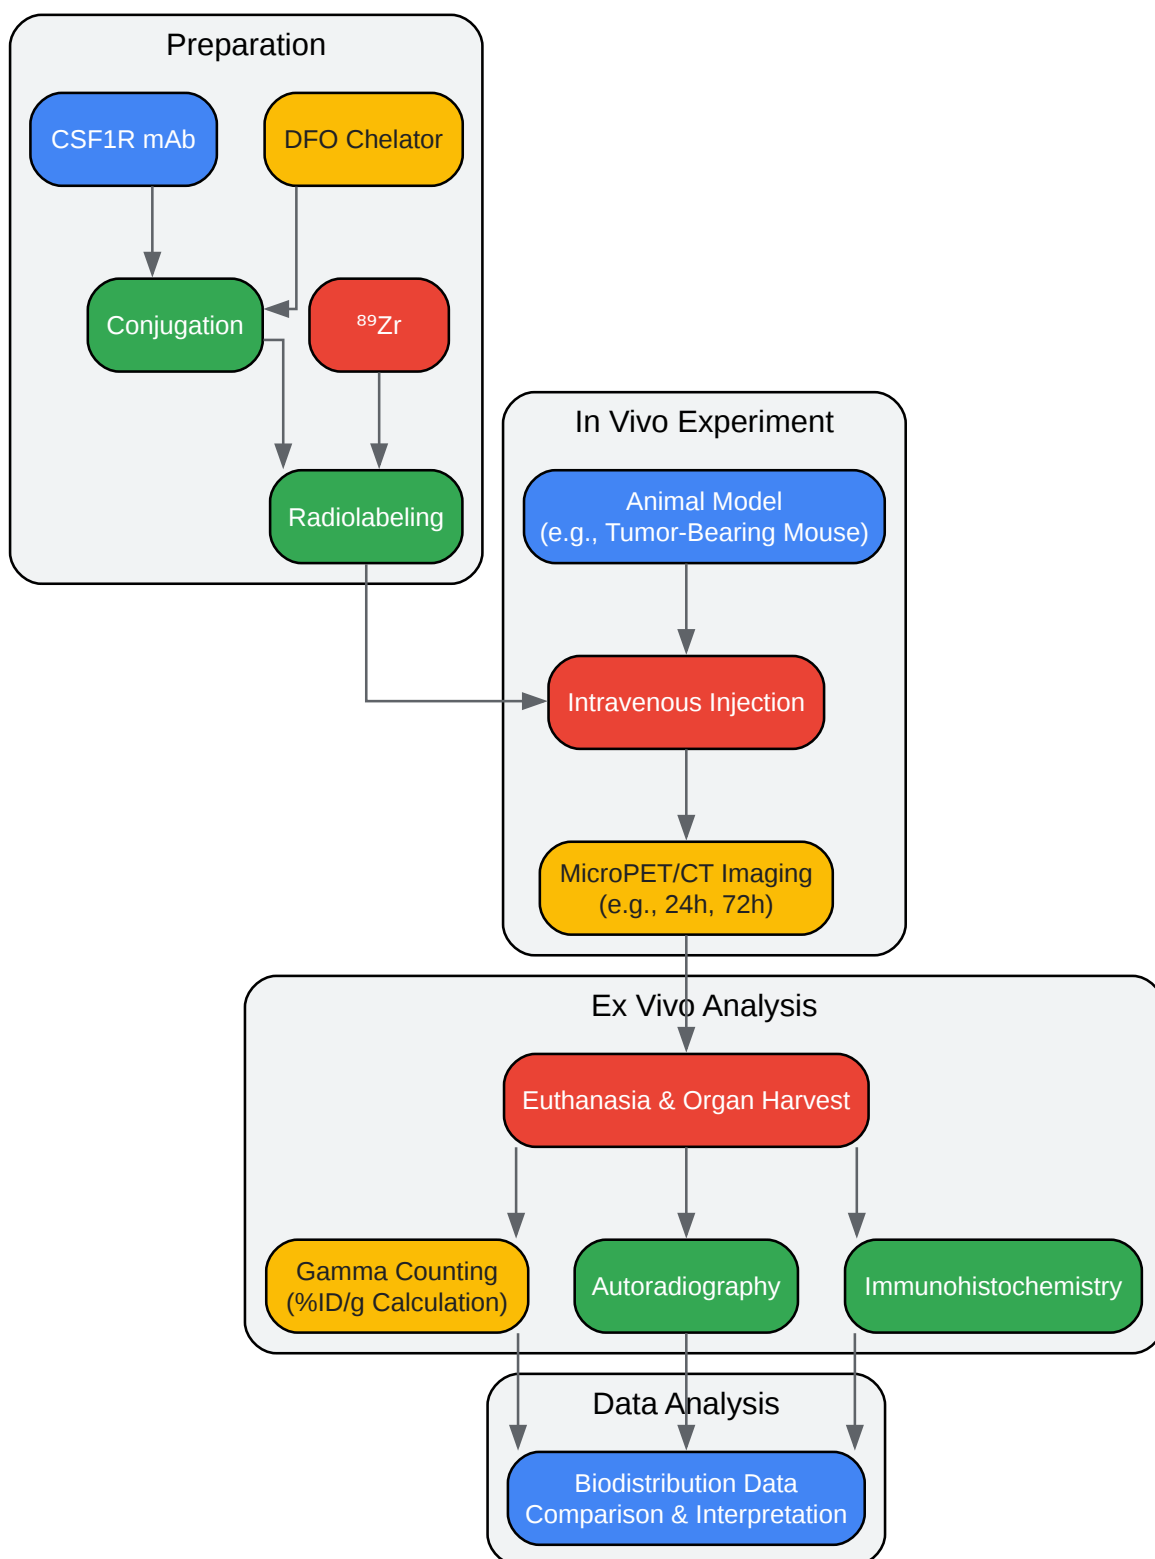 Preparation
CSF1R mAb
DFO Chelator
Conjugation
⁸⁹Zr
Radiolabeling
In Vivo Experiment
Animal Model
(e.g., Tumor-Bearing Mouse)
Intravenous Injection
MicroPET/CT Imaging
(e.g., 24h, 72h)
Ex Vivo Analysis
Euthanasia & Organ Harvest
Gamma Counting
(%ID/g Calculation)
Autoradiography
Immunohistochemistry
Data Analysis
Biodistribution Data
Comparison & Interpretation